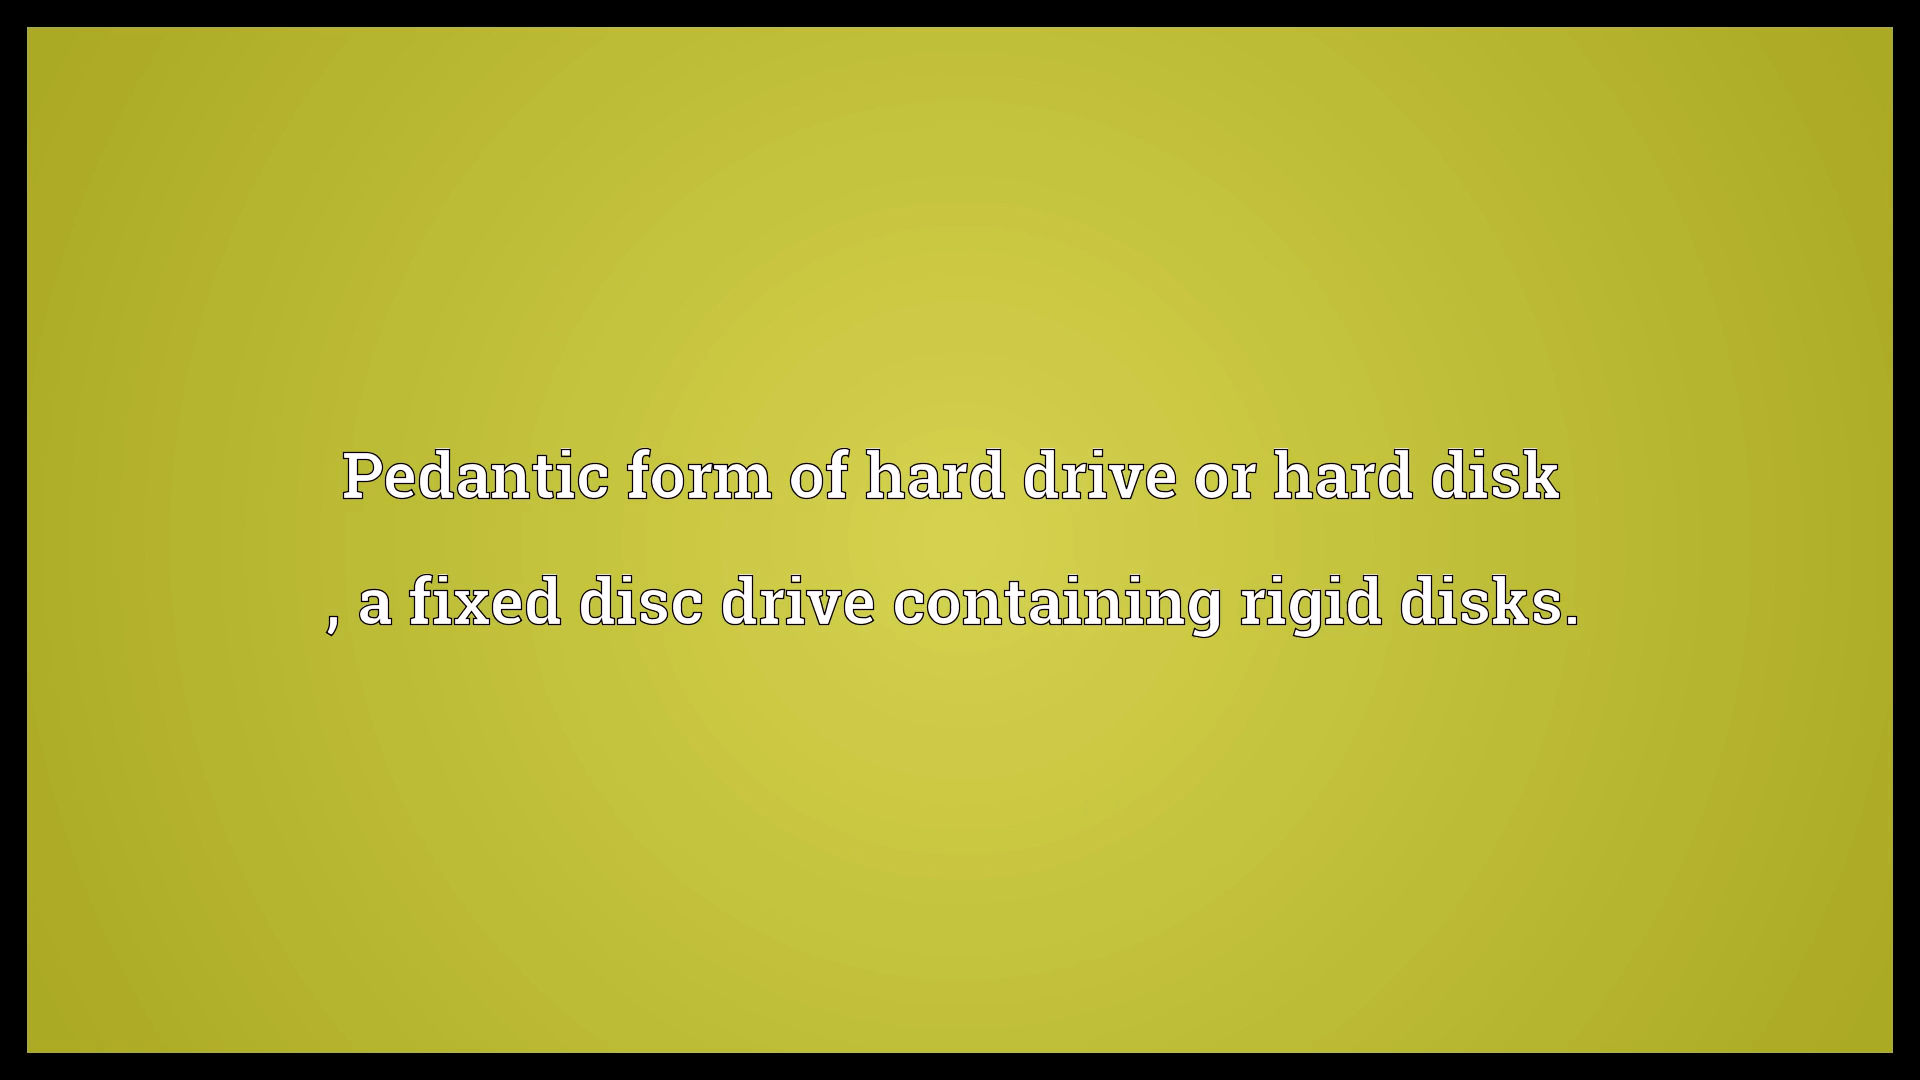 Pedantic form of hard drive or hard disk
, a fixed disc drive containing rigid disks.